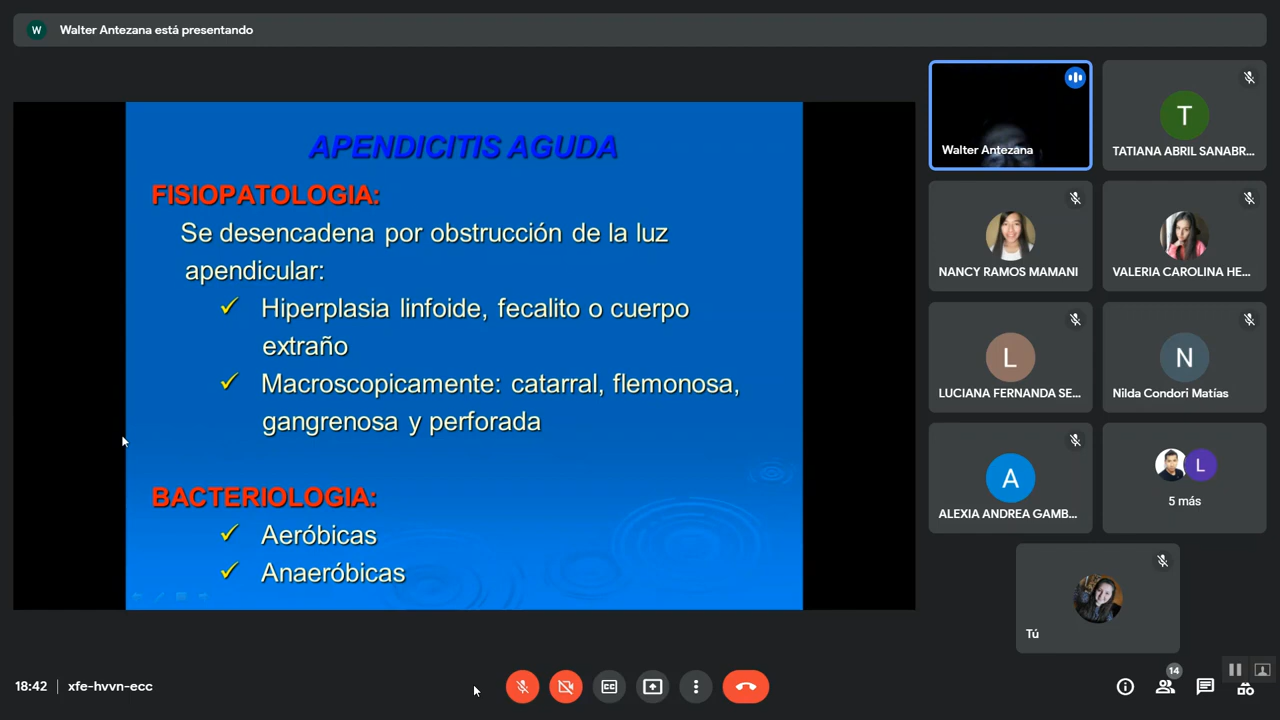 W Walter Antezana está presentando
APENDICITIS AGUDA
FISIOPATOLOGIA:
Se desencadena por obstrucción de la luz
apendicular:
Hiperplasia linfoide, fecalito o cuerpo
extraño
Macroscopicamente: catarral, flemonosa,
gangrenosa y perforada
BACTERIOLOGIA:
Aeróbicas
Anaeróbicas
Walter Antezana
T
TATIANA ABRIL SANABR...
NANCY RAMOS MAMANI
VALERIA CAROLINA HE...
L
LUCIANA FERNANDA SE...
N
Nilda Condori Matías
A
ALEXIA ANDREA GAMB...
L
5 más
Tú
18:42 | xfe-hvvn-ecc
14